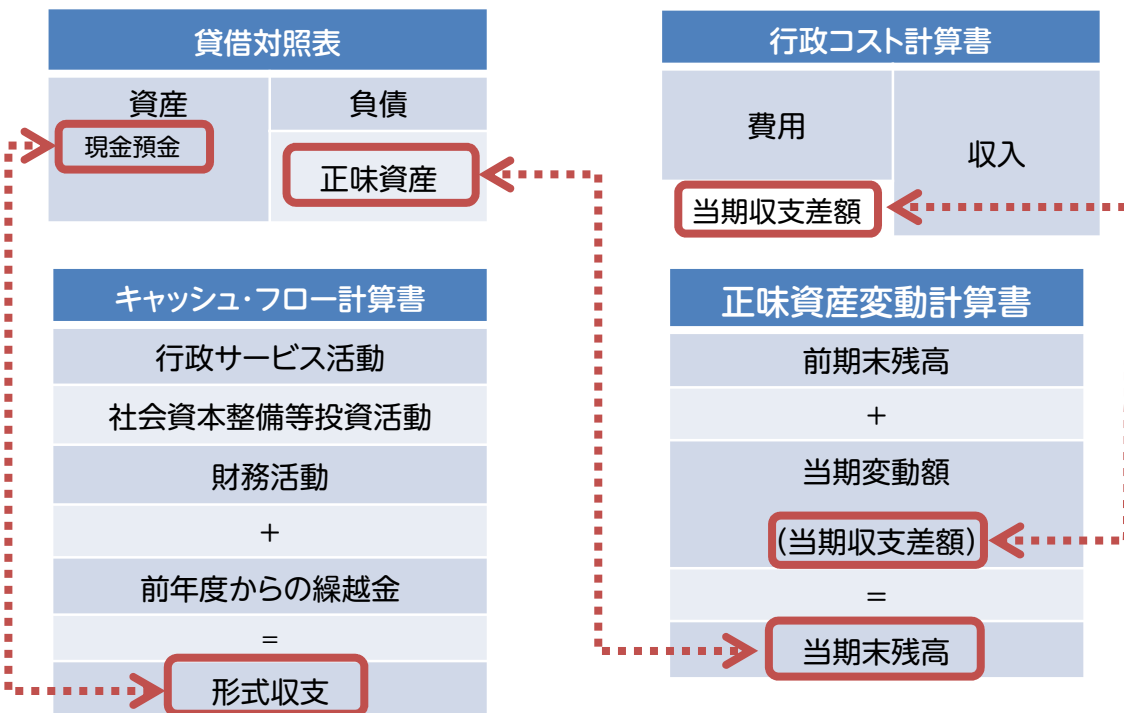 貸借対照表
資産
負債
現金預金
正味資産
行政コスト計算書
費用
収入
当期収支差額
キャッシュ・フロー計算書
行政サービス活動
社会資本整備等投資活動
財務活動
+
前年度からの繰越金
=
形式収支
正味資産変動計算書
前期末残高
+
当期変動額
(当期収支差額)
=
当期末残高